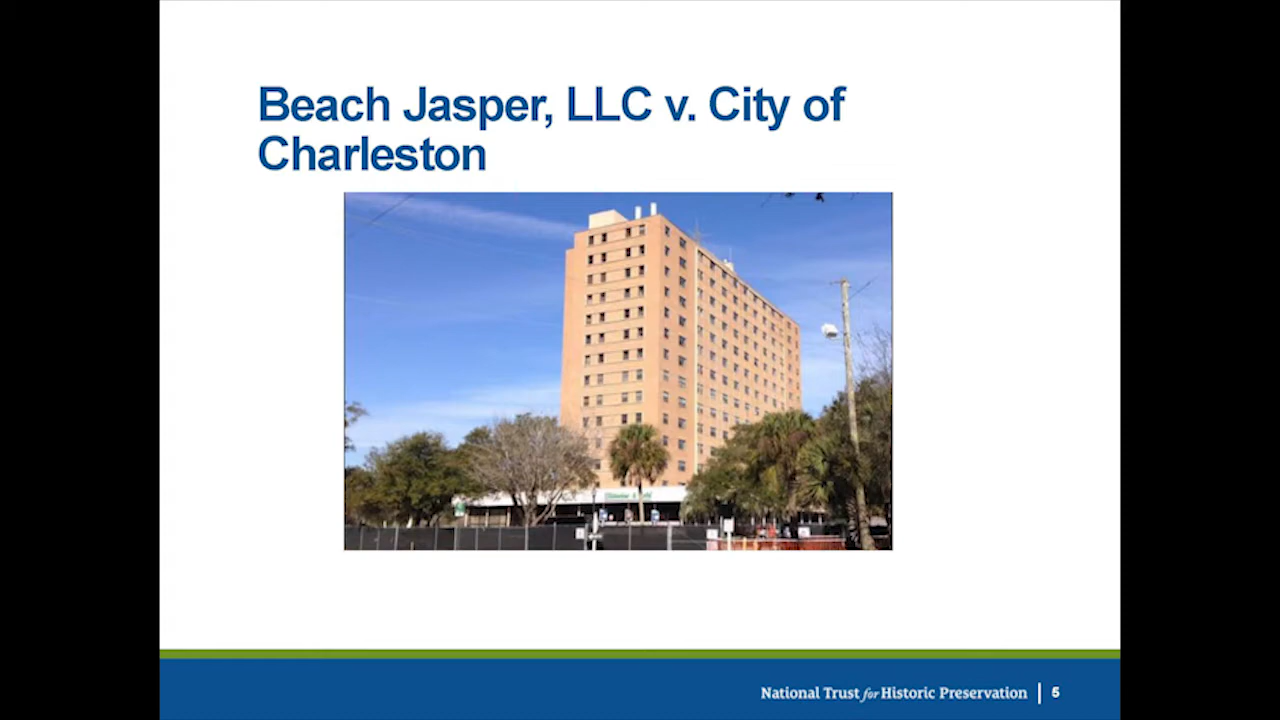 Beach Jasper, LLC v. City of
Charleston
National Trust for Historic Preservation | 5